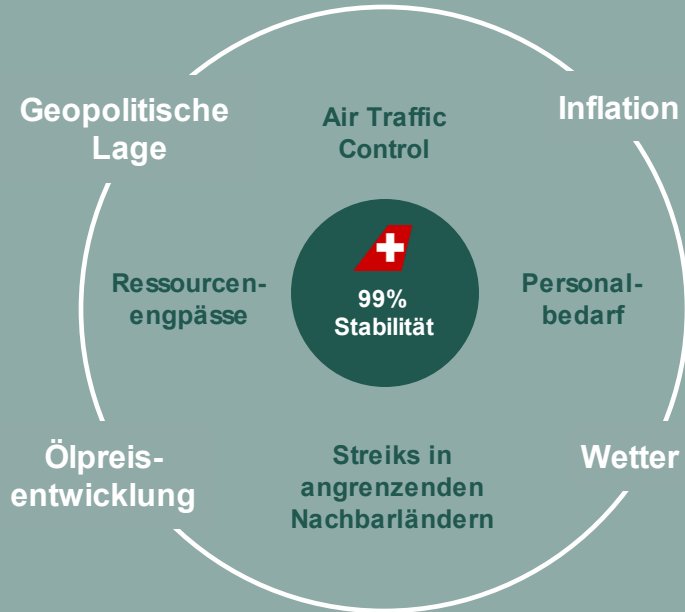 Geopolitische
Lage
Air Traffic
Control
Inflation
Ressourcen-
engpässe
99%
Stabilität
Personal-
bedarf
Ölpreis-
entwicklung
Streiks in
angrenzenden
Nachbarländern
Wetter